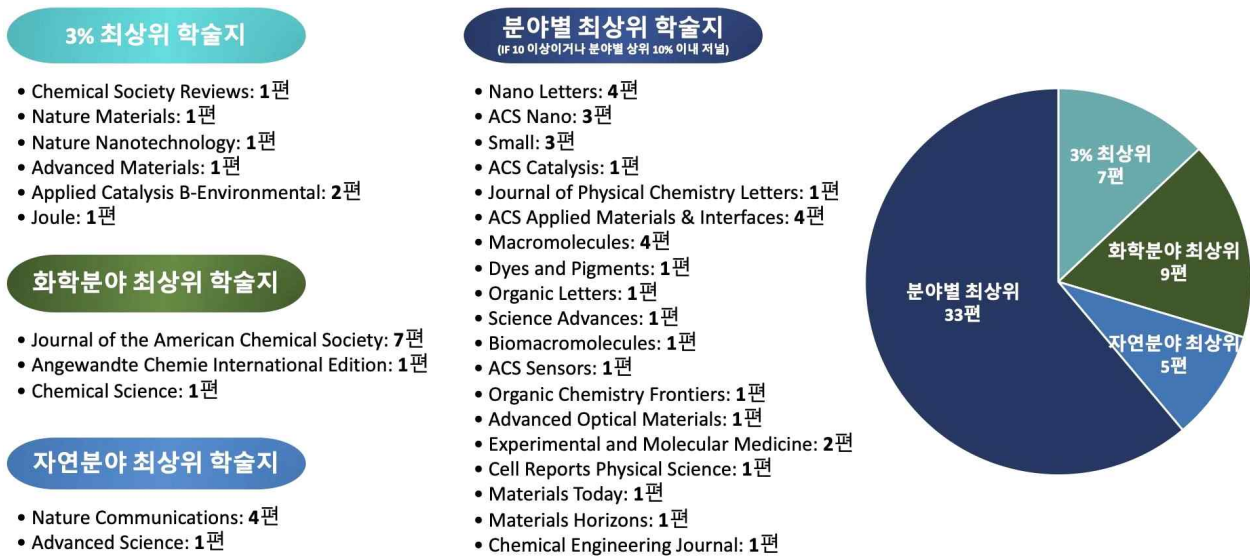 3% 최상위 학술지
• Chemical Society Reviews: 1편
• Nature Materials: 1편
• Nature Nanotechnology: 1편
• Advanced Materials: 1편
• Applied Catalysis B-Environmental: 2편
• Joule: 1편
화학분야 최상위 학술지
• Journal of the American Chemical Society: 7편
• Angewandte Chemie International Edition: 1편
• Chemical Science: 1편
자연분야 최상위 학술지
• Nature Communications: 4편
• Advanced Science: 1편
분야별 최상위 학술지
(IF 10 이상이거나 분야별 상위 10% 이내 저널)
• Nano Letters: 4편
• ACS Nano: 3편
• Small: 3편
• ACS Catalysis: 1편
• Journal of Physical Chemistry Letters: 1편
• ACS Applied Materials & Interfaces: 4편
• Macromolecules: 4편
• Dyes and Pigments: 1편
• Organic Letters: 1편
• Science Advances: 1편
• Biomacromolecules: 1편
• ACS Sensors: 1편
• Organic Chemistry Frontiers: 1편
• Advanced Optical Materials: 1편
• Experimental and Molecular Medicine: 2편
• Cell Reports Physical Science: 1편
• Materials Today: 1편
• Materials Horizons: 1편
• Chemical Engineering Journal: 1편
3% 최상위
7편
화학분야 최상위
9편
자연분야 최상위
5편
분야별 최상위
33편